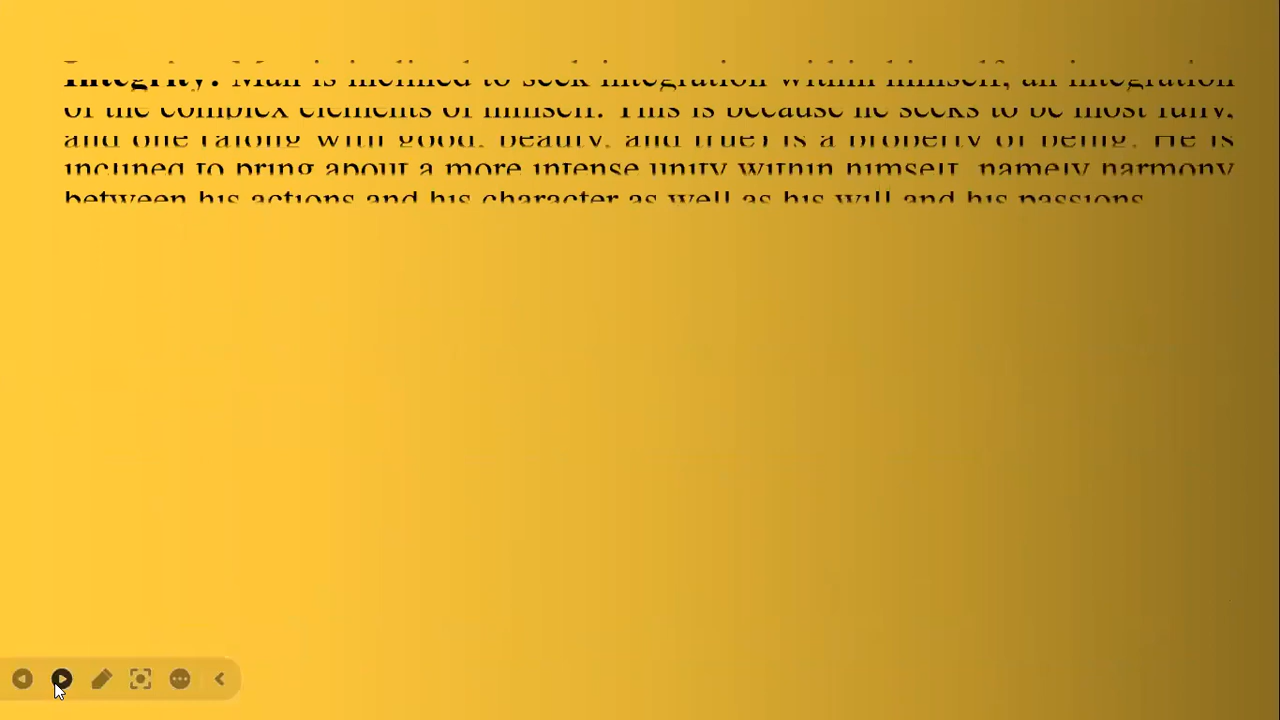 Integrity: Man is inclined to seek integration within himself, an integration
of the complex elements of himself. This is because he seeks to be most fully,
and one (along with good, beauty, and true) is a property of being. He is
inclined to bring about a more intense unity within himself, namely harmony
between his actions and his character as well as his will and his passions.